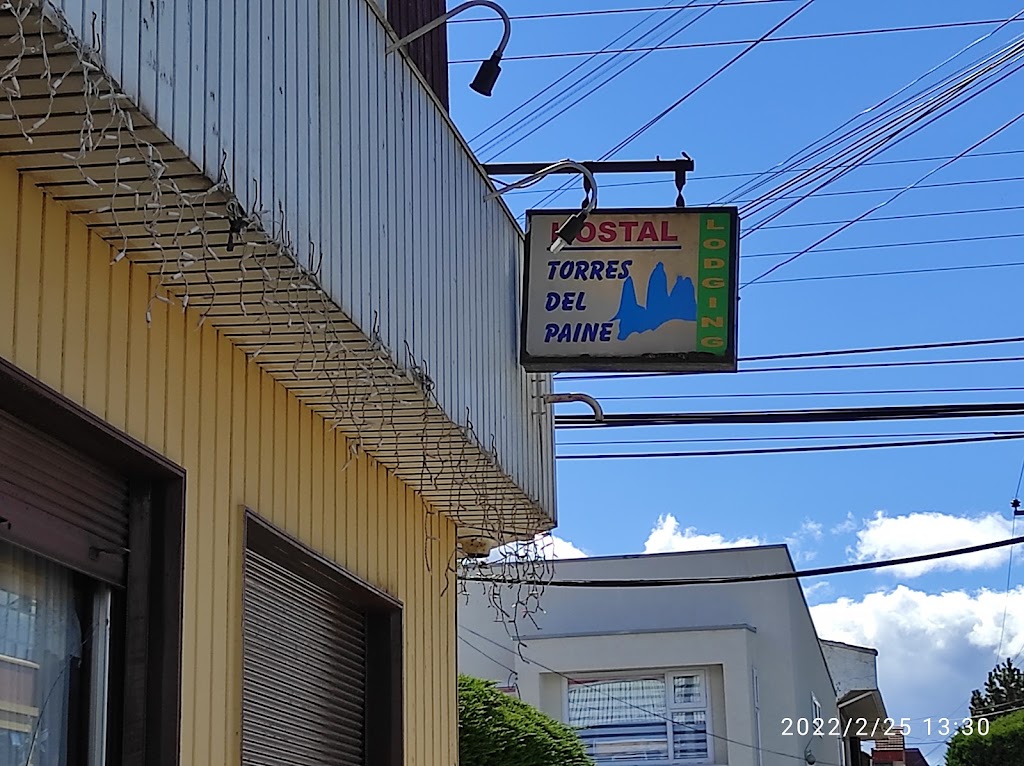 HOSTAL
TORRES
DEL
PAINE
LODGING
2022/2/25 13:30